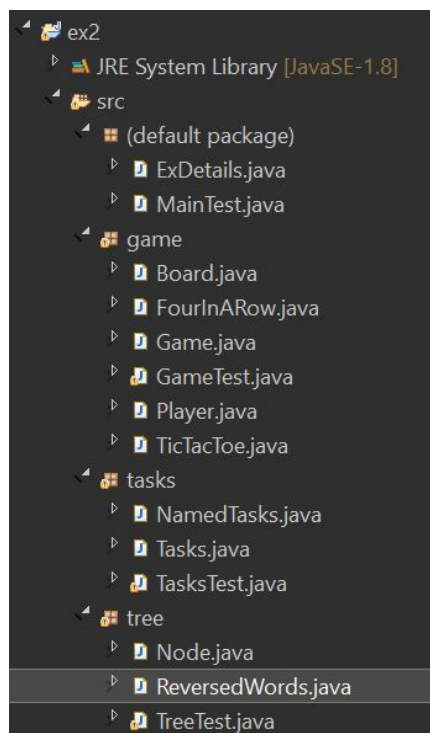 ex2
JRE System Library [JavaSE-1.8]
src
(default package)
ExDetails.java
MainTest.java
game
Board.java
FourInARow.java
Game.java
GameTest.java
Player.java
TicTacToe.java
tasks
NamedTasks.java
Tasks.java
TasksTest.java
tree
Node.java
ReversedWords.java
TreeTest.java